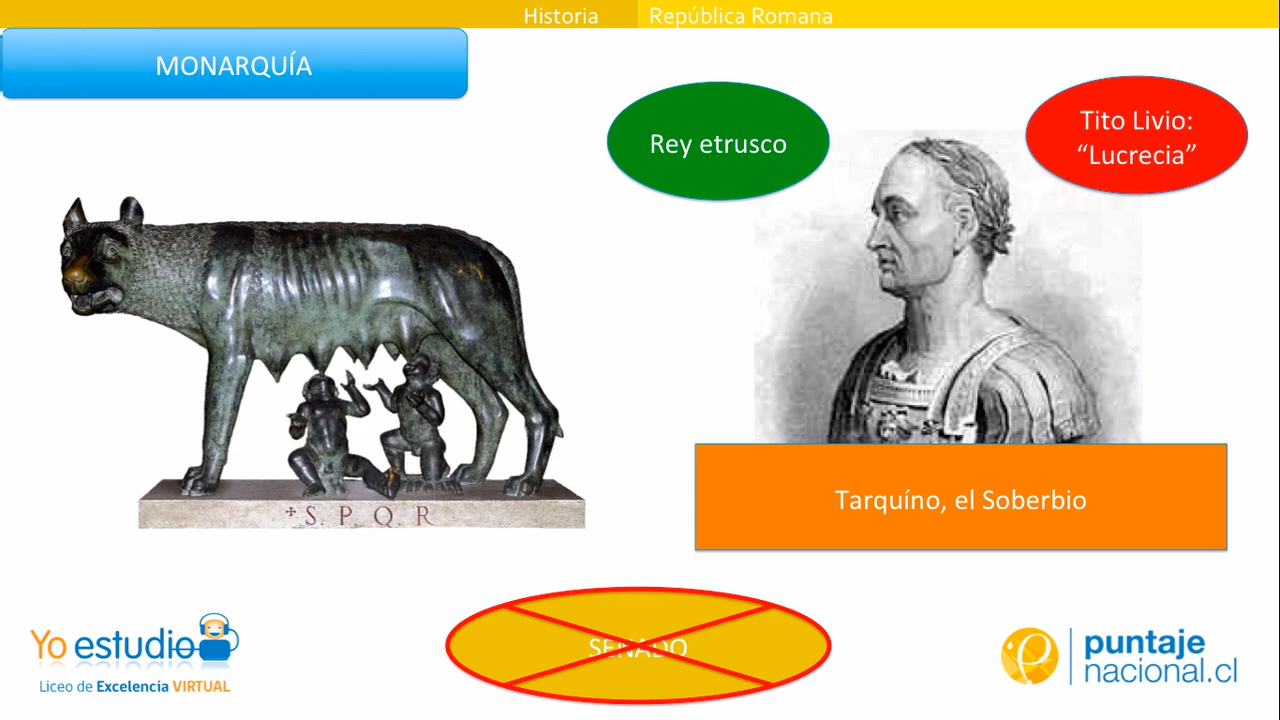 Historia
República Romana
MONARQUÍA
Rey etrusco
Tito Livio:
“Lucrecia”
+S. P. Q. R
Tarquíno, el Soberbio
SENADO
Yo estudio
Liceo de Excelencia VIRTUAL
puntaje
nacional.cl